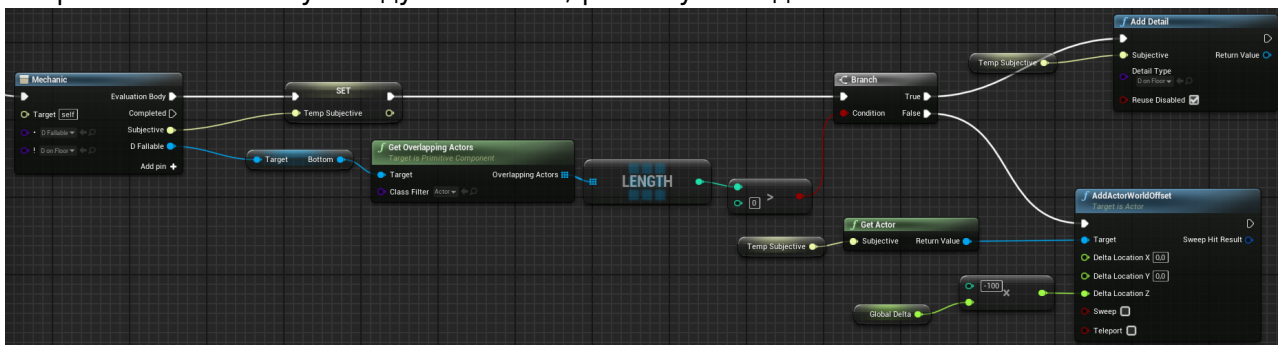 Mechanic
Evaluation Body
Target self
Completed
Subjective
D Fallable
D Fallable
! D on Floor
Add pin +
SET
Temp Subjective
Target Bottom
Get Overlapping Actors
Target is Primitive Component
Target
Overlapping Actors
Class Filter Actor
LENGTH
0 >
Branch
True
Condition
False
Temp Subjective
Add Detail
Subjective
Return Value
Detail Type
D on Floor
Reuse Disabled
Temp Subjective
Get Actor
Subjective
Return Value
Global Delta
-100 ×
AddActorWorldOffset
Target is Actor
Target
Sweep Hit Result
Delta Location X 0,0
Delta Location Y 0,0
Delta Location Z
Sweep
Teleport